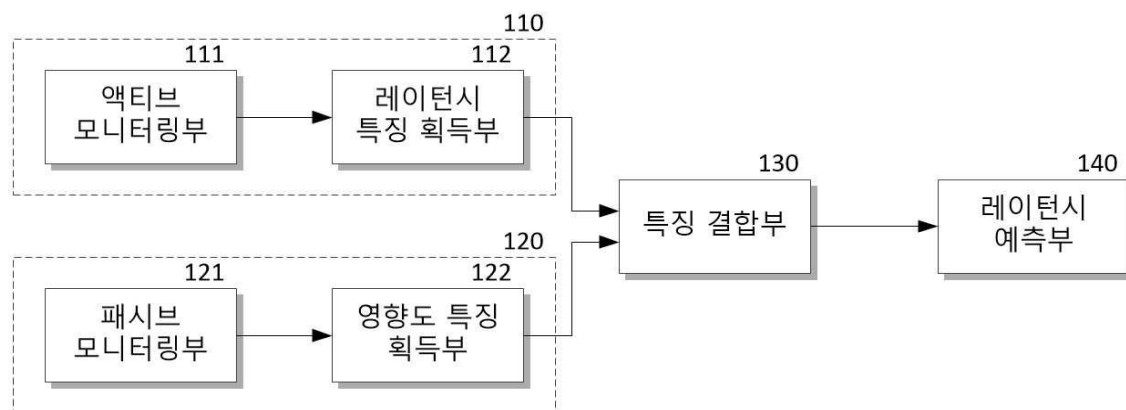 110
111
112
액티브
모니터링부
레이턴시
특징 획득부
130
140
특징 결합부
레이턴시
예측부
120
121
122
패시브
모니터링부
영향도 특징
획득부